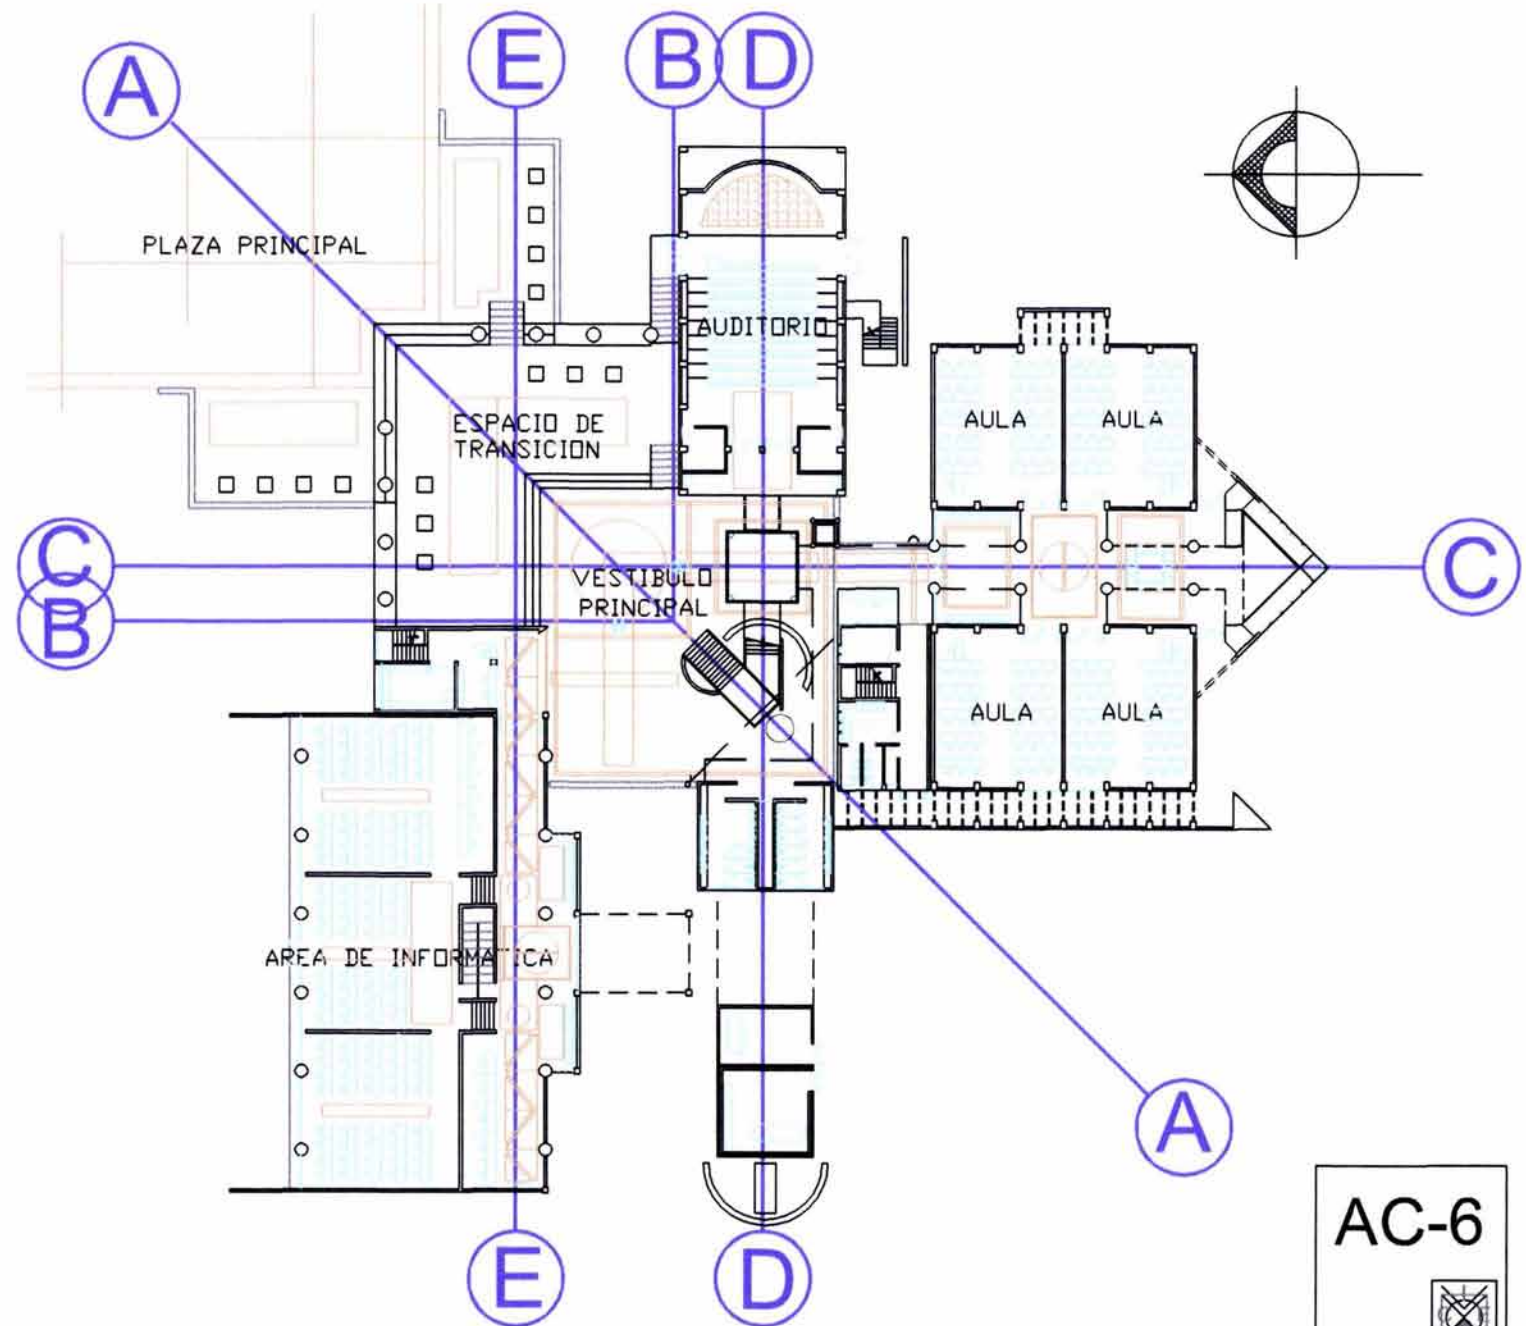 E
B
D
A
PLAZA PRINCIPAL
AUDITORIO
ESPACIO DE
TRANSICION
AULA
AULA
C
C
B
VESTIBULO
PRINCIPAL
AULA
AULA
AREA DE INFORMATICA
A
E
D
AC-6